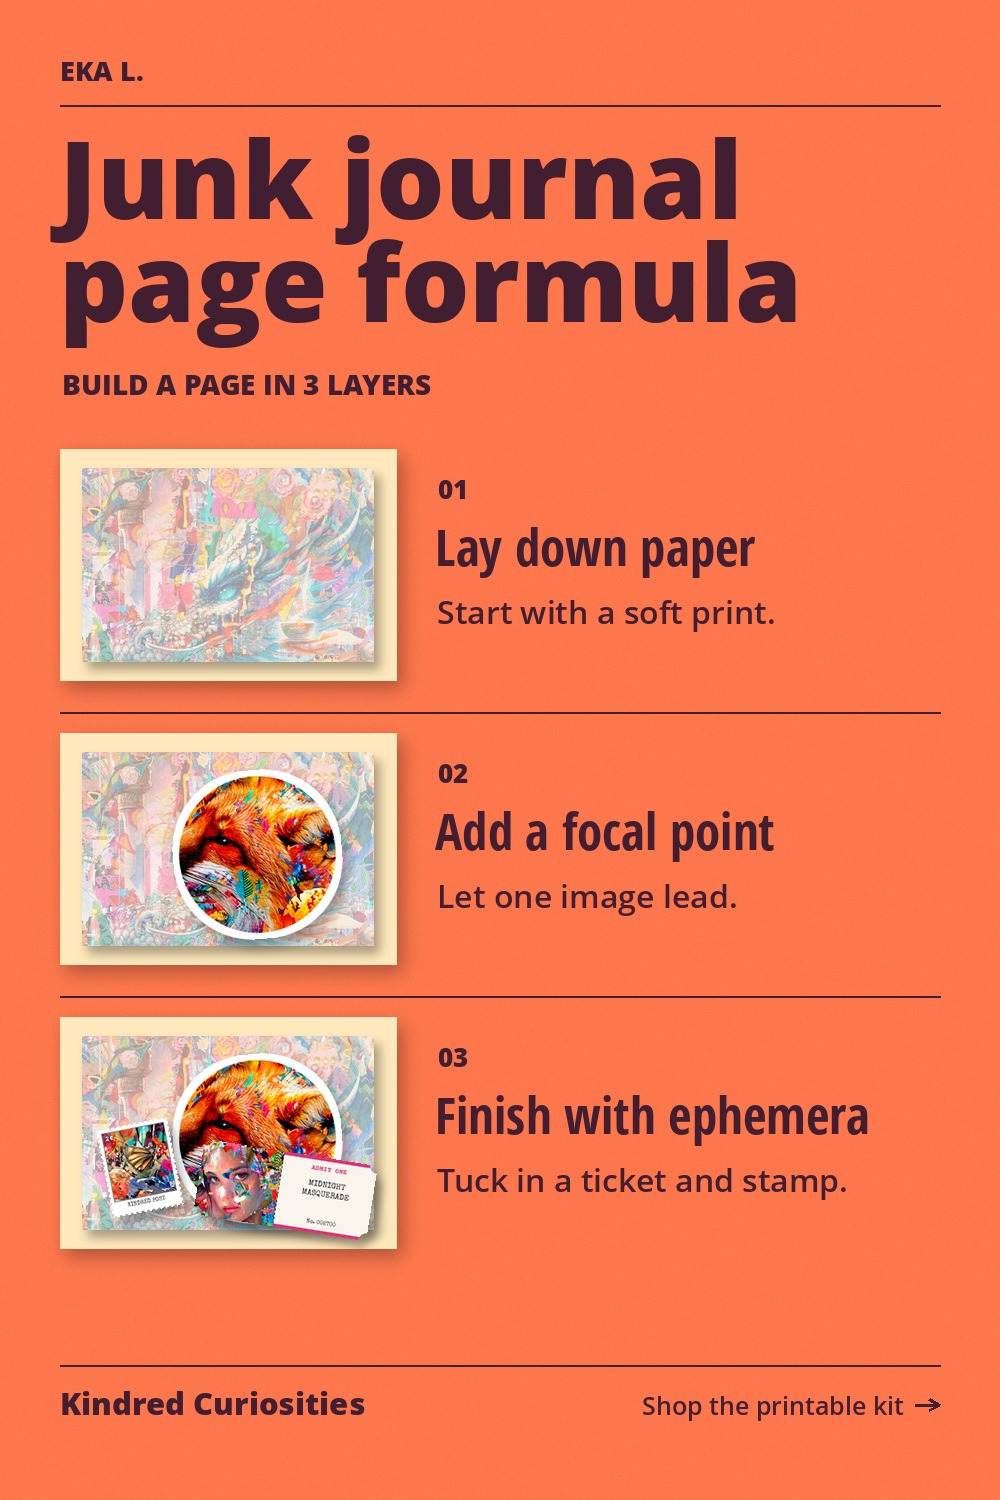 EKA L.
Junk journal
page formula
BUILD A PAGE IN 3 LAYERS
01
Lay down paper
Start with a soft print.
02
Add a focal point
Let one image lead.
03
Finish with ephemera
Tuck in a ticket and stamp.
KINDRED POST
ADMIT ONE
MIDNIGHT
MASQUERADE
No. 002700
Kindred Curiosities
Shop the printable kit →